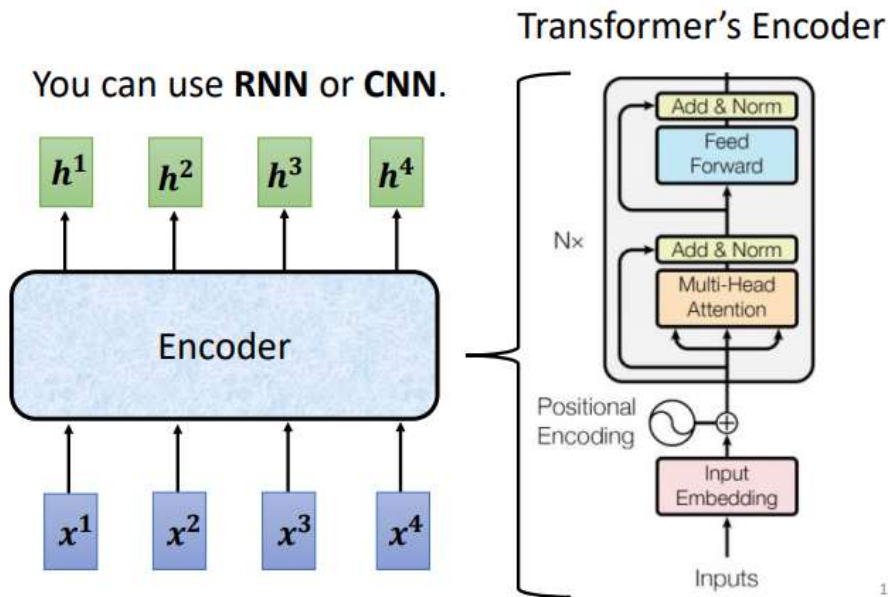 Transformer's Encoder
You can use RNN or CNN.
h¹ h² h³ h⁴
Encoder
x¹ x² x³ x⁴
Add & Norm
Feed
Forward
N×
Add & Norm
Multi-Head
Attention
Positional
Encoding
Input
Embedding
Inputs
1